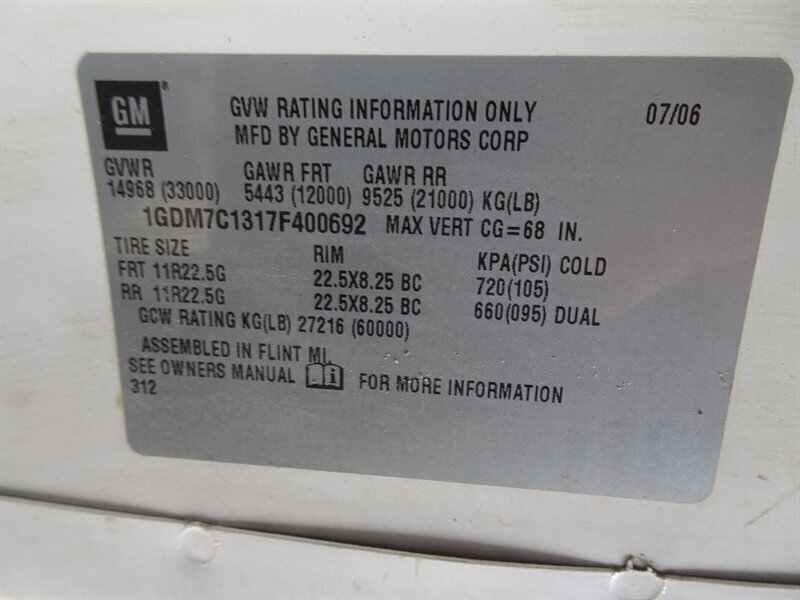 GM®
GVW RATING INFORMATION ONLY 07/06
MFD BY GENERAL MOTORS CORP
GVWR GAWR FRT GAWR RR
14968 (33000) 5443 (12000) 9525 (21000) KG(LB)
1GDM7C1317F400692 MAX VERT CG=68 IN.
TIRE SIZE RIM KPA(PSI) COLD
FRT 11R22.5G 22.5X8.25 BC 720(105)
RR 11R22.5G 22.5X8.25 BC 660(095) DUAL
GCW RATING KG(LB) 27216 (60000)
ASSEMBLED IN FLINT MI.
SEE OWNERS MANUAL i FOR MORE INFORMATION
312